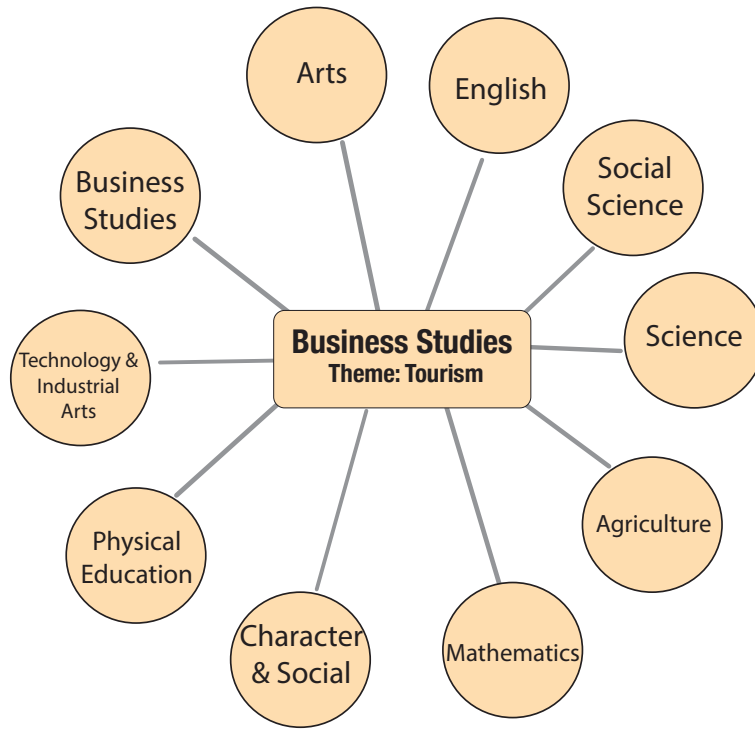 Arts
English
Business
Studies
Social
Science
Business Studies
Theme: Tourism
Science
Technology &
Industrial
Arts
Agriculture
Physical
Education
Character
& Social
Mathematics